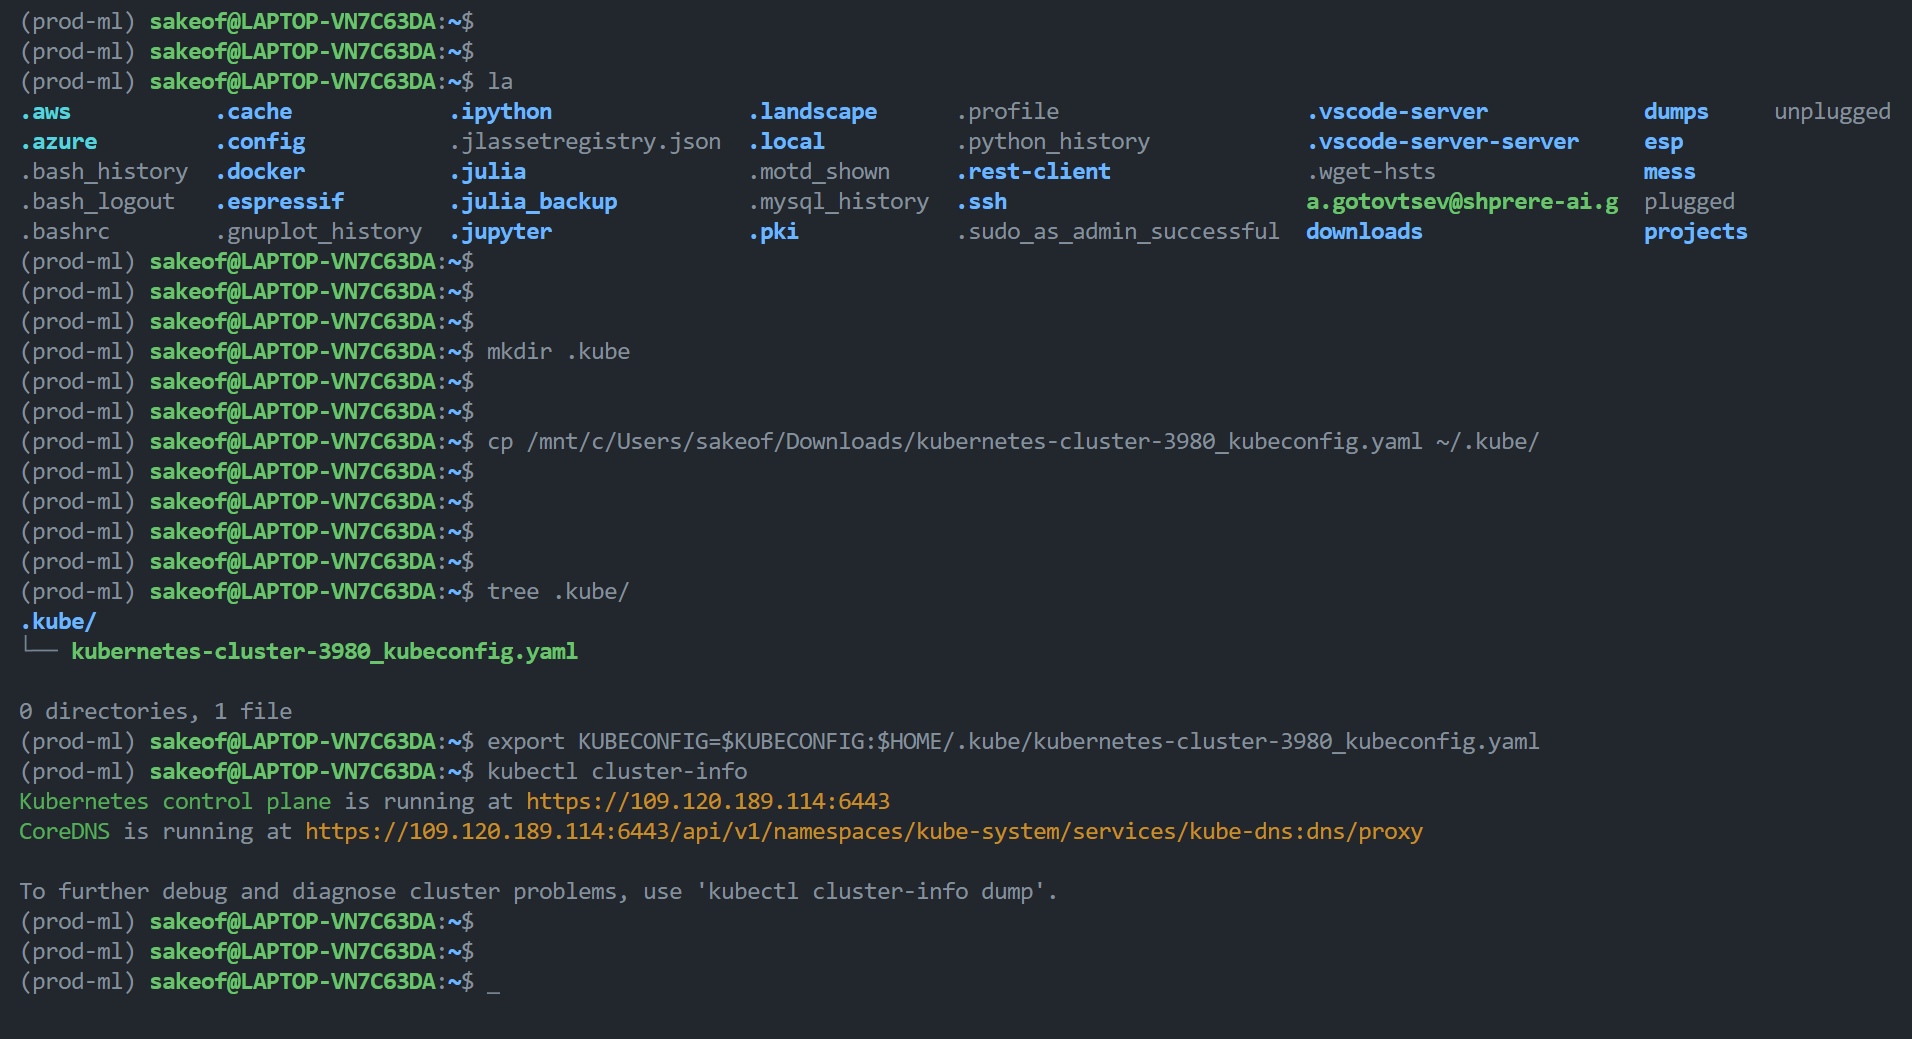 (prod-ml) sakeof@LAPTOP-VN7C63DA:~$
(prod-ml) sakeof@LAPTOP-VN7C63DA:~$
(prod-ml) sakeof@LAPTOP-VN7C63DA:~$ la
.aws .cache .ipython .landscape .profile .vscode-server dumps unplugged
.azure .config .jlassetregistry.json .local .python_history .vscode-server-server esp
.bash_history .docker .julia .motd_shown .rest-client .wget-hsts mess
.bash_logout .espressif .julia_backup .mysql_history .ssh a.gotovtsev@shprere-ai.g plugged
.bashrc .gnuplot_history .jupyter .pki .sudo_as_admin_successful downloads projects
(prod-ml) sakeof@LAPTOP-VN7C63DA:~$
(prod-ml) sakeof@LAPTOP-VN7C63DA:~$
(prod-ml) sakeof@LAPTOP-VN7C63DA:~$
(prod-ml) sakeof@LAPTOP-VN7C63DA:~$ mkdir .kube
(prod-ml) sakeof@LAPTOP-VN7C63DA:~$
(prod-ml) sakeof@LAPTOP-VN7C63DA:~$
(prod-ml) sakeof@LAPTOP-VN7C63DA:~$ cp /mnt/c/Users/sakeof/Downloads/kubernetes-cluster-3980_kubeconfig.yaml ~/.kube/
(prod-ml) sakeof@LAPTOP-VN7C63DA:~$
(prod-ml) sakeof@LAPTOP-VN7C63DA:~$
(prod-ml) sakeof@LAPTOP-VN7C63DA:~$
(prod-ml) sakeof@LAPTOP-VN7C63DA:~$
(prod-ml) sakeof@LAPTOP-VN7C63DA:~$ tree .kube/
.kube/
└── kubernetes-cluster-3980_kubeconfig.yaml
0 directories, 1 file
(prod-ml) sakeof@LAPTOP-VN7C63DA:~$ export KUBECONFIG=$KUBECONFIG:$HOME/.kube/kubernetes-cluster-3980_kubeconfig.yaml
(prod-ml) sakeof@LAPTOP-VN7C63DA:~$ kubectl cluster-info
Kubernetes control plane is running at https://109.120.189.114:6443
CoreDNS is running at https://109.120.189.114:6443/api/v1/namespaces/kube-system/services/kube-dns:dns/proxy
To further debug and diagnose cluster problems, use 'kubectl cluster-info dump'.
(prod-ml) sakeof@LAPTOP-VN7C63DA:~$
(prod-ml) sakeof@LAPTOP-VN7C63DA:~$
(prod-ml) sakeof@LAPTOP-VN7C63DA:~$ _